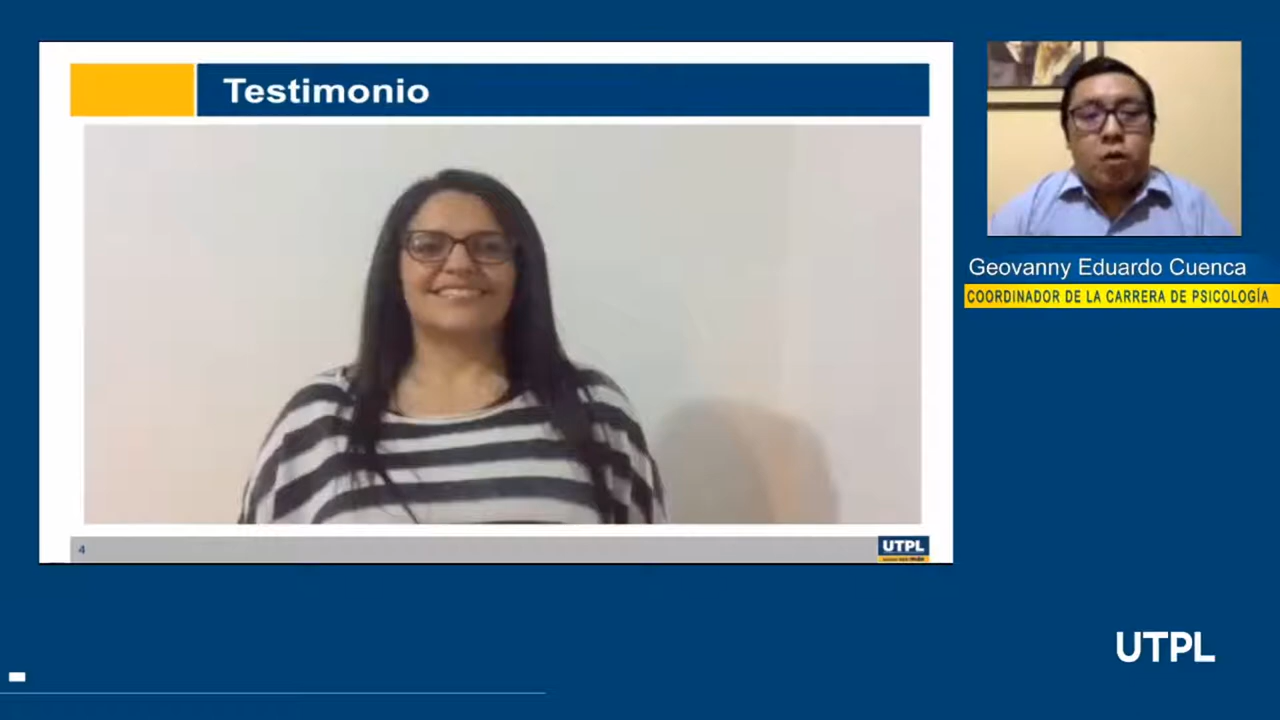 Testimonio
4
UTPL
Geovanny Eduardo Cuenca
COORDINADOR DE LA CARRERA DE PSICOLOGÍA
UTPL